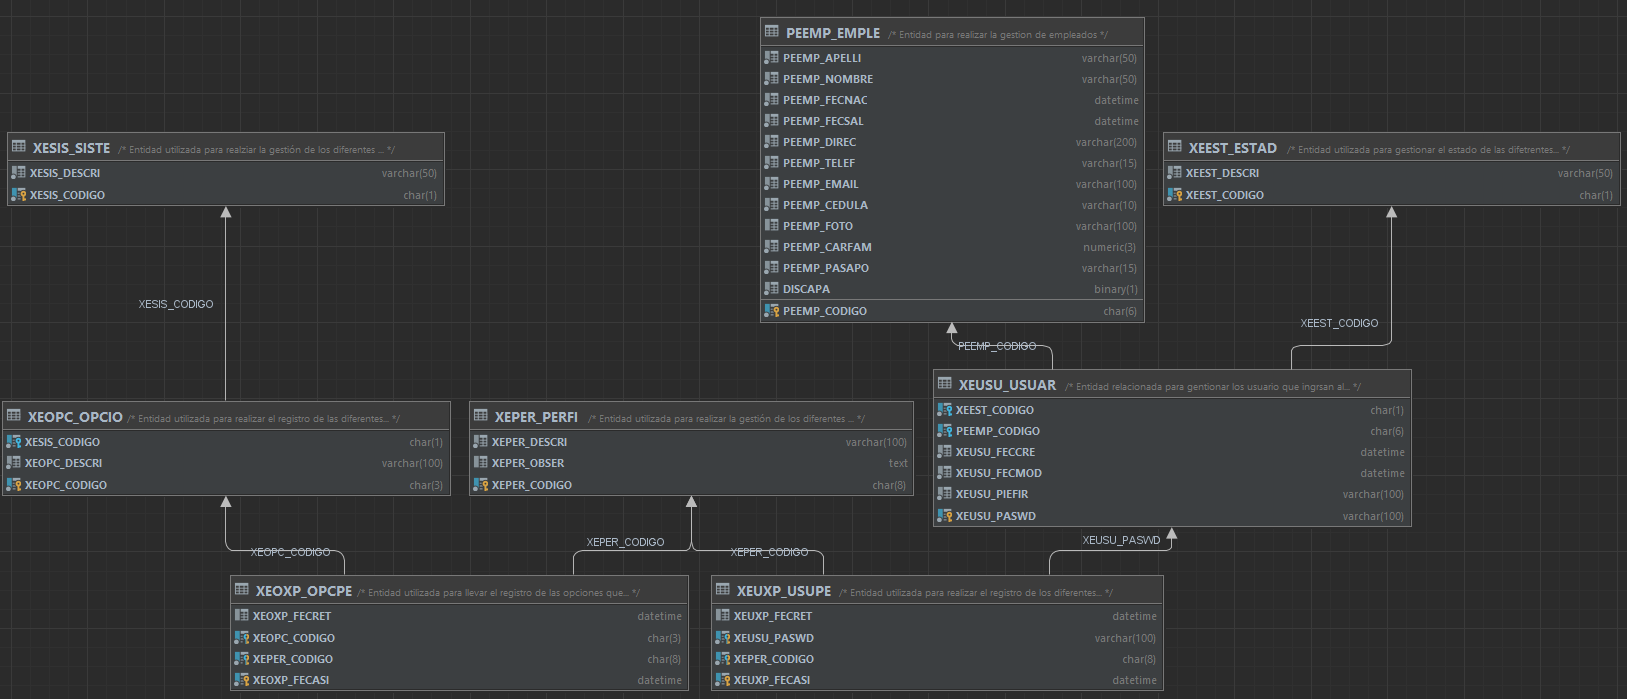 PEEMP_EMPLE /* Entidad para realizar la gestion de empleados */
PEEMP_APELLI varchar(50)
PEEMP_NOMBRE varchar(50)
PEEMP_FECNAC datetime
PEEMP_FECSAL datetime
PEEMP_DIREC varchar(200)
PEEMP_TELEF varchar(15)
PEEMP_EMAIL varchar(100)
PEEMP_CEDULA varchar(10)
PEEMP_FOTO varchar(100)
PEEMP_CARFAM numeric(3)
PEEMP_PASAPO varchar(15)
DISCAPA binary(1)
PEEMP_CODIGO char(6)
XESIS_SISTE /* Entidad utilizada para realziar la gestión de los diferentes ... */
XESIS_DESCRI varchar(50)
XESIS_CODIGO char(1)
XEEST_ESTAD /* Entidad utilizada para gestionar el estado de las difetrentes... */
XEEST_DESCRI varchar(50)
XEEST_CODIGO char(1)
XESIS_CODIGO
PEEMP_CODIGO
XEEST_CODIGO
XEOPC_OPCIO /* Entidad utilizada para realizar el registro de las diferentes... */
XESIS_CODIGO char(1)
XEOPC_DESCRI varchar(100)
XEOPC_CODIGO char(3)
XEPER_PERFI /* Entidad utilizada para realizar la gestión de los diferentes ... */
XEPER_DESCRI varchar(100)
XEPER_OBSER text
XEPER_CODIGO char(8)
XEUSU_USUAR /* Entidad relacionada para gentionar los usuario que ingrsan al... */
XEEST_CODIGO char(1)
PEEMP_CODIGO char(6)
XEUSU_FECCRE datetime
XEUSU_FECMOD datetime
XEUSU_PIEFIR varchar(100)
XEUSU_PASWD varchar(100)
XEOPC_CODIGO
XEPER_CODIGO
XEPER_CODIGO
XEUSU_PASWD
XEOXP_OPCPE /* Entidad utilizada para llevar el registro de las opciones que... */
XEOXP_FECRET datetime
XEOPC_CODIGO char(3)
XEPER_CODIGO char(8)
XEOXP_FECASI datetime
XEUXP_USUPE /* Entidad utilizada para realizar el registro de los diferentes... */
XEUXP_FECRET datetime
XEUSU_PASWD varchar(100)
XEPER_CODIGO char(8)
XEUXP_FECASI datetime